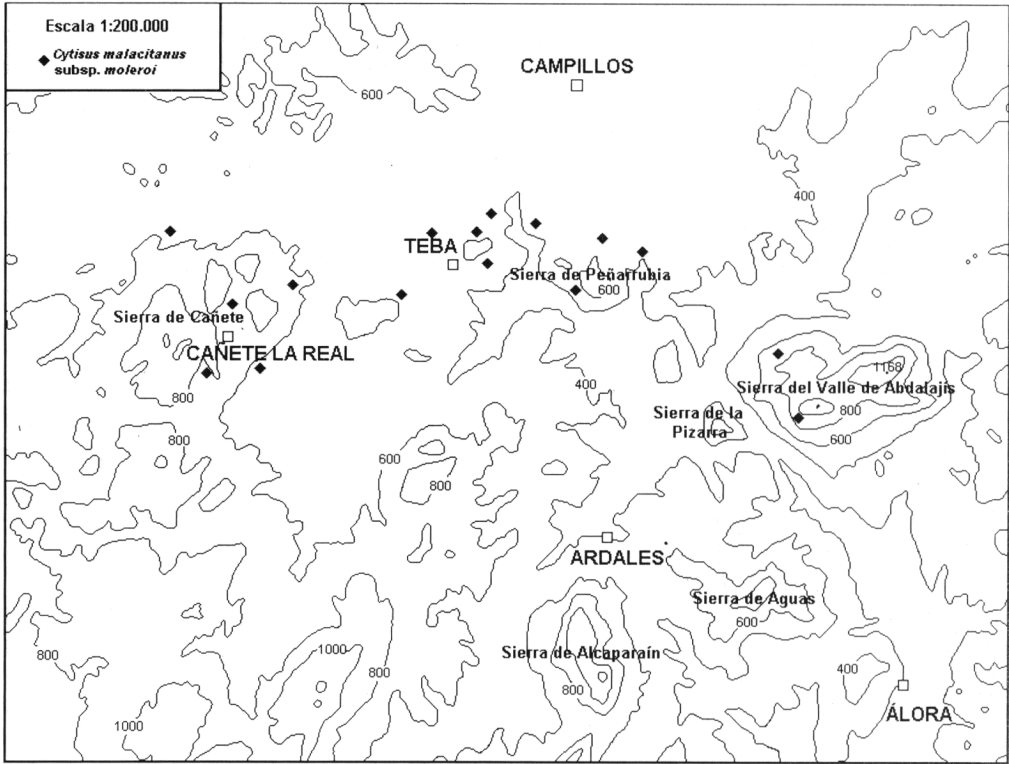 Escala 1:200.000
Cytisus malacitanus
subsp. moleroi
CAMPILLOS
600
400
TEBA
Sierra de Peñarrubia
600
Sierra de Cañete
CAÑETE LA REAL
800
400
1168
Sierra del Valle de Abdalajís
800
600
Sierra de la
Pizarra
800
600
800
ARDALES
Sierra de Aguas
600
800
1000
800
Sierra de Alcaparaín
800
400
ÁLORA
1000